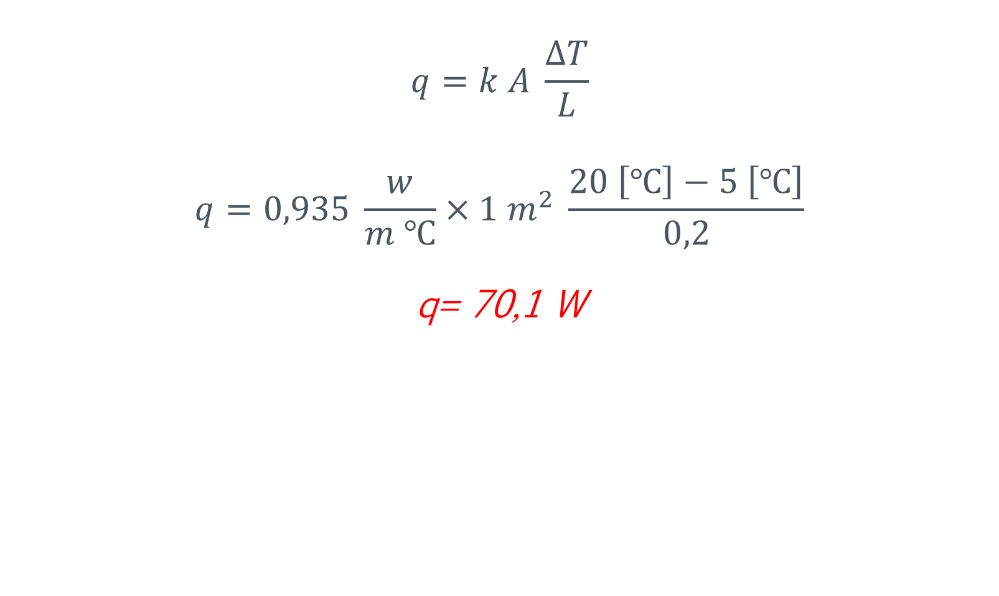 q = k A ΔT/L
q = 0,935 w/(m °C) × 1 m² (20 [°C] − 5 [°C])/0,2
q= 70,1 W